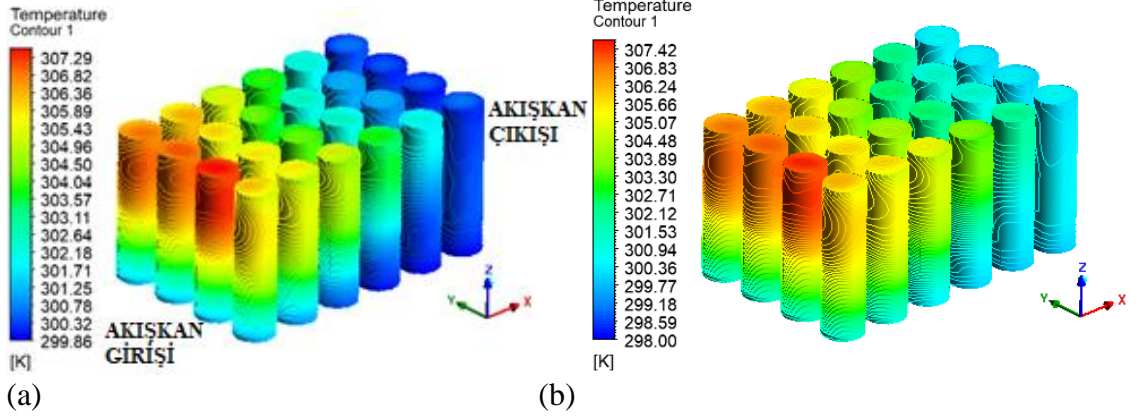 Temperature
Contour 1
307.29
306.82
306.36
305.89
305.43
304.96
304.50
304.04
303.57
303.11
302.64
302.18
301.71
301.25
300.78
300.32
299.86
[K]
AKIŞKAN
ÇIKIŞI
AKIŞKAN
GİRİŞİ
Z
Y
X
(a)
Temperature
Contour 1
307.42
306.83
306.24
305.66
305.07
304.48
303.89
303.30
302.71
302.12
301.53
300.94
300.36
299.77
299.18
298.59
298.00
[K]
Z
Y
X
(b)